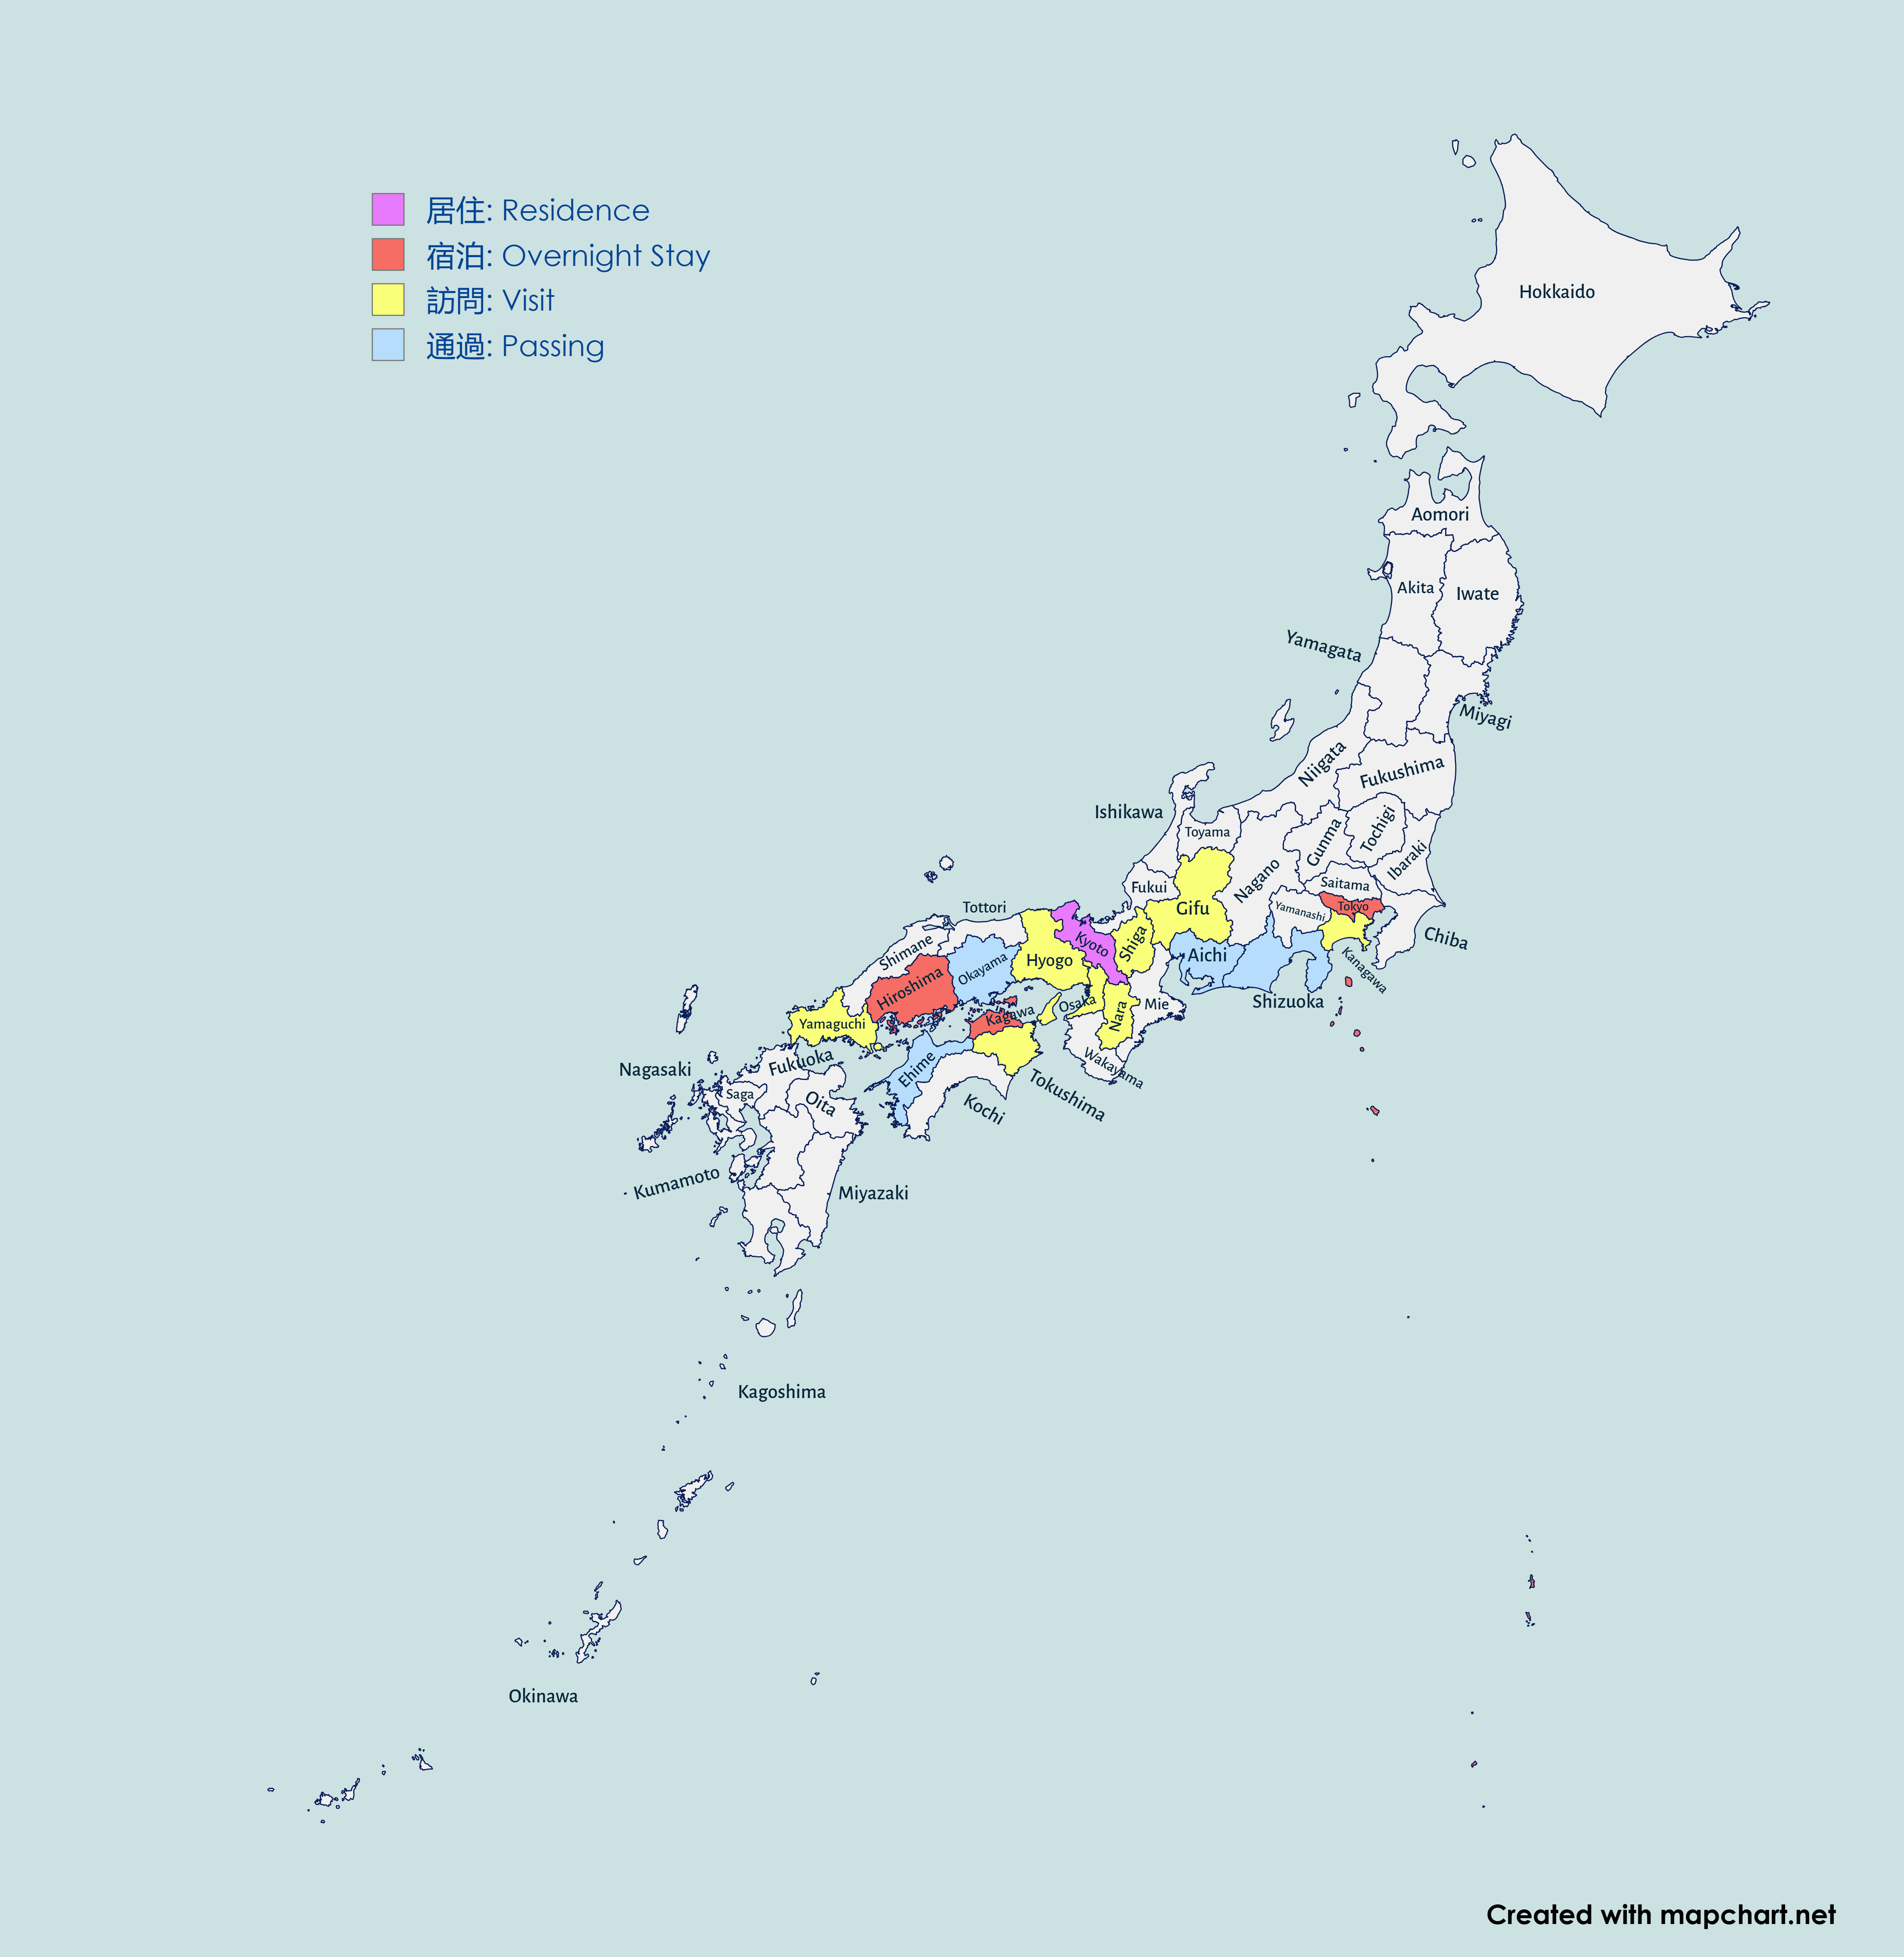 居住: Residence
宿泊: Overnight Stay
訪問: Visit
通過: Passing
Hokkaido
Aomori
Akita
Iwate
Yamagata
Miyagi
Niigata
Fukushima
Ishikawa
Toyama
Gunma
Tochigi
Ibaraki
Nagano
Saitama
Fukui
Gifu
Yamanashi
Tokyo
Tottori
Chiba
Shimane
Kyoto
Shiga
Aichi
Hyogo
Okayama
Kanagawa
Hiroshima
Shizuoka
Osaka
Mie
Nara
Kagawa
Yamaguchi
Wakayama
Nagasaki
Fukuoka
Ehime
Tokushima
Saga
Oita
Kochi
Kumamoto
Miyazaki
Kagoshima
Okinawa
Created with mapchart.net